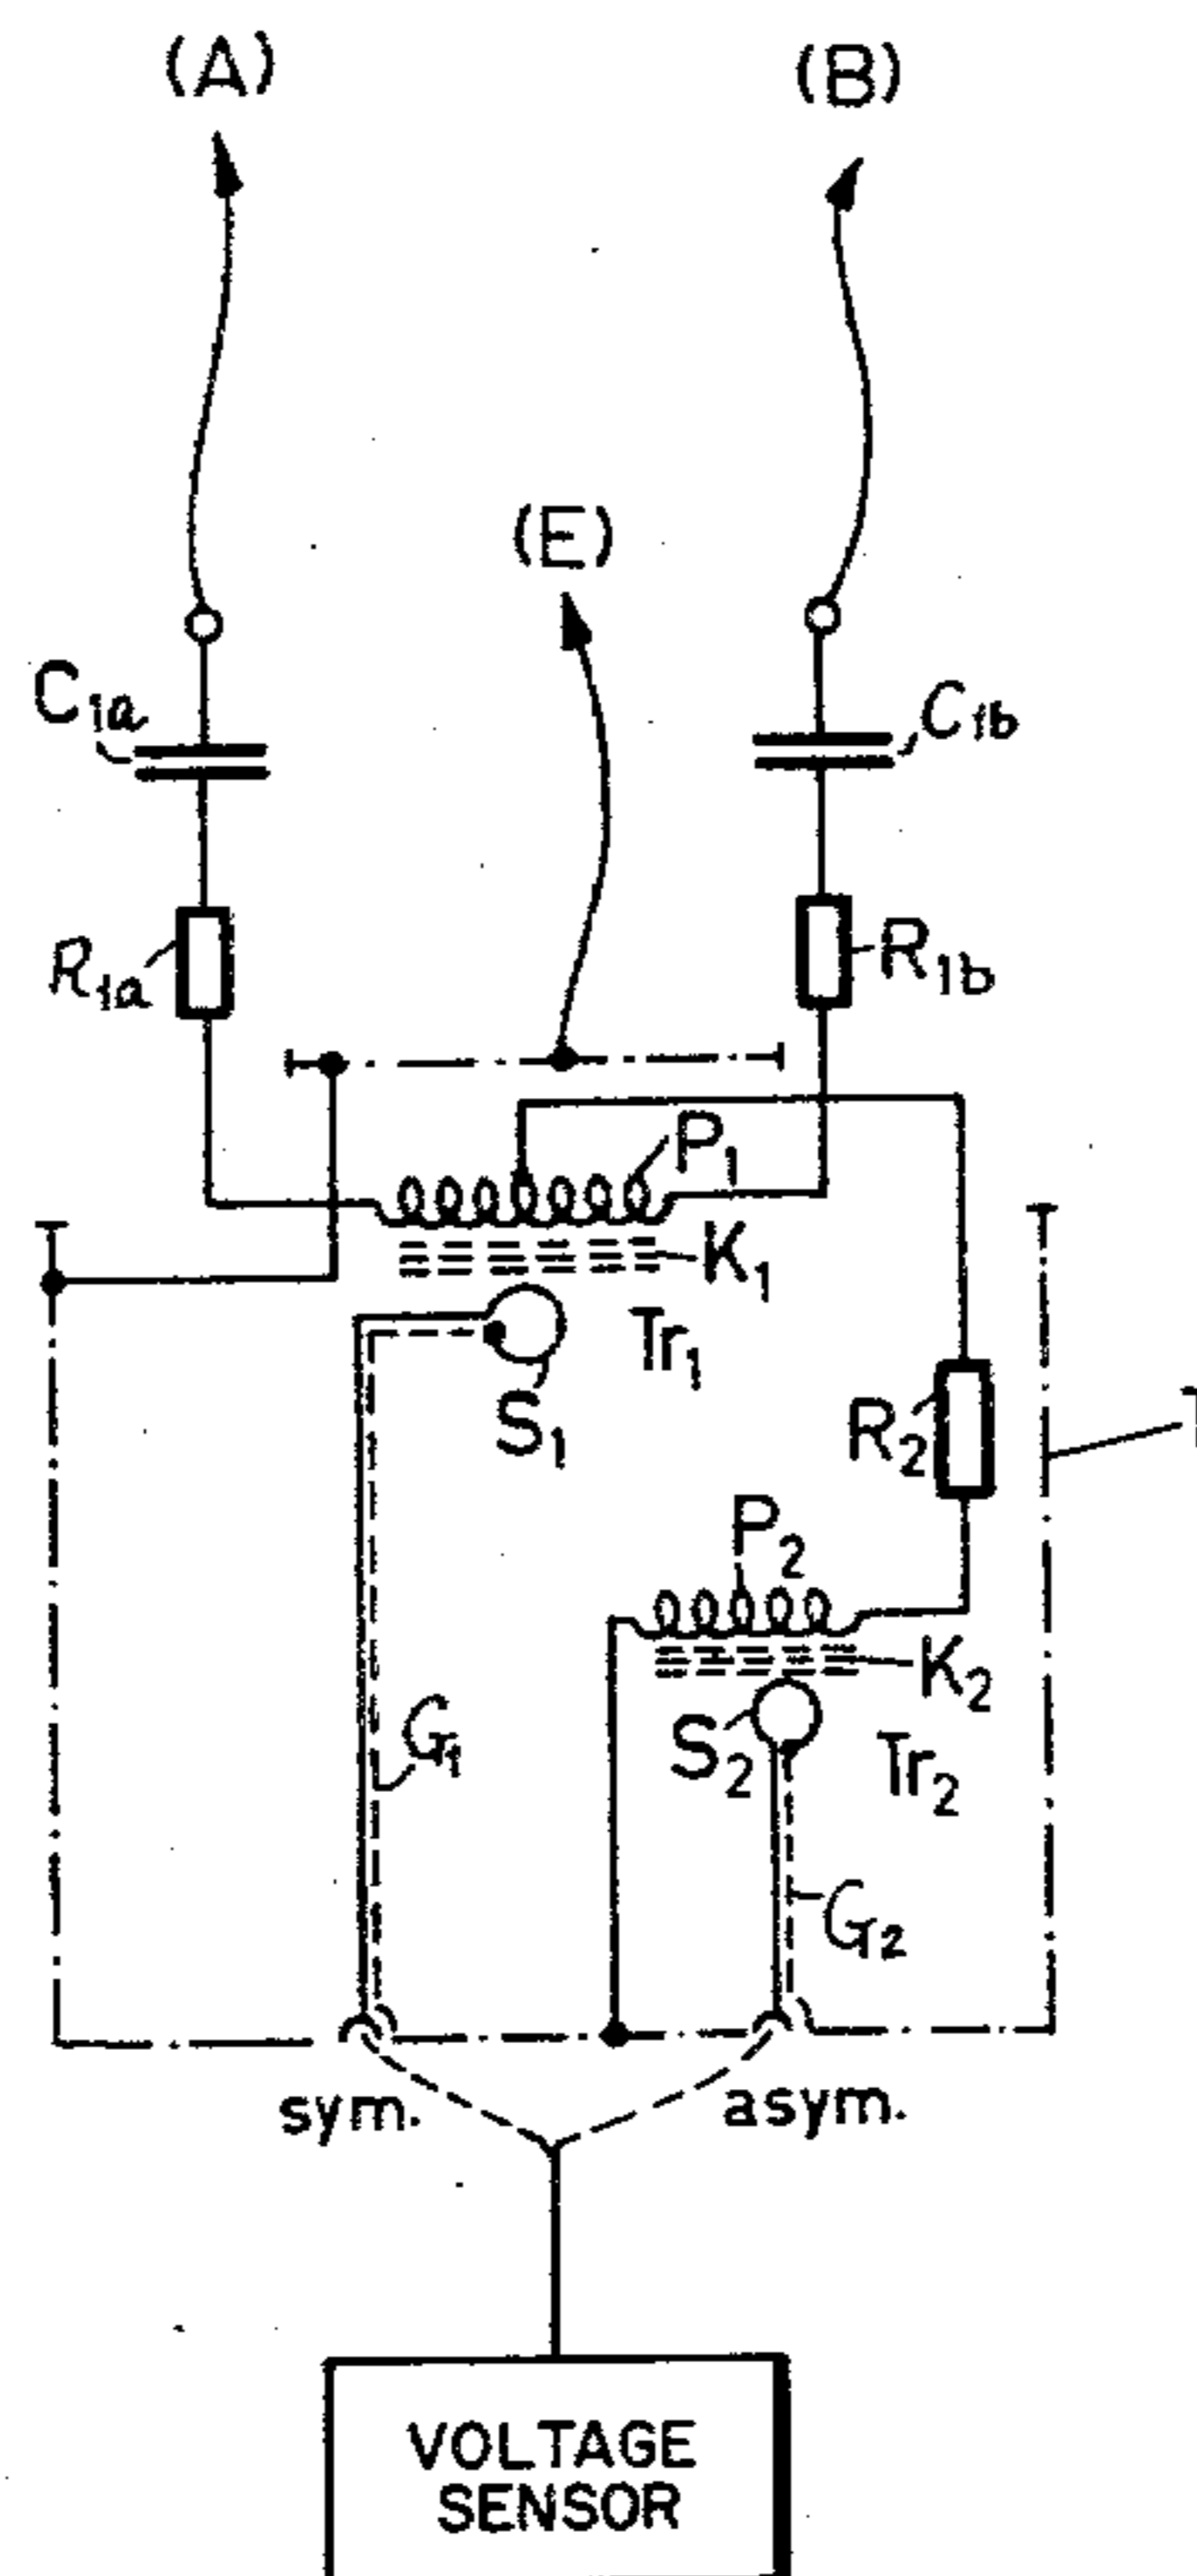 (A)
(B)
(E)
C1a
C1b
R1a
R1b
P1
K1
Tr1
S1
R2
P2
K2
S2
Tr2
G1
G2
sym.
asym.
VOLTAGE
SENSOR